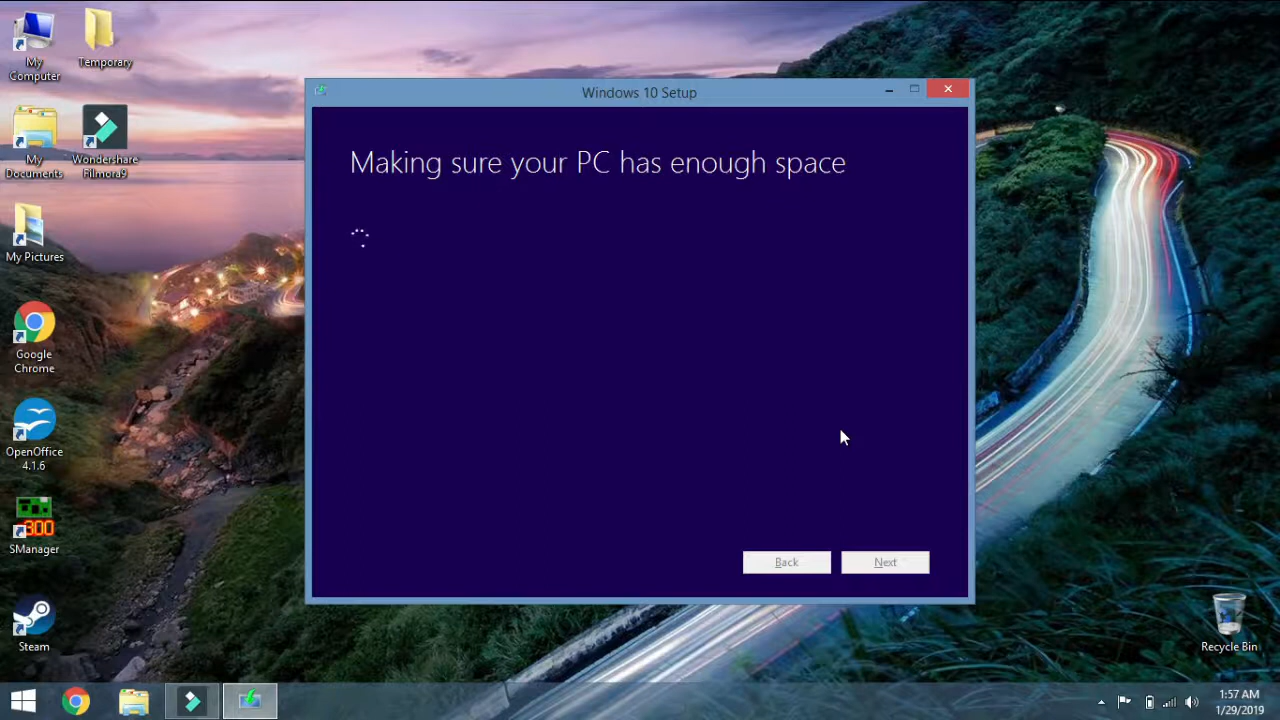 My
Computer
Temporary
My
Documents
Wondershare
Filmora9
My Pictures
Google
Chrome
OpenOffice
4.1.6
300
SManager
Steam
Windows 10 Setup
Making sure your PC has enough space
Back
Next
Recycle Bin
1:57 AM
1/29/2019